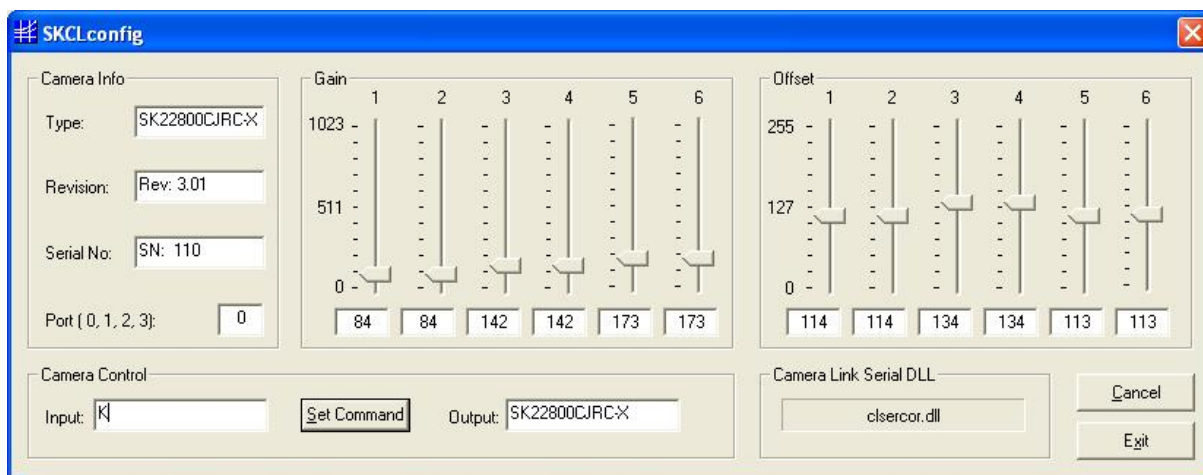 SKCLconfig
Camera Info
Type: SK22800CJRC-X
Revision: Rev: 3.01
Serial No: SN: 110
Port ( 0, 1, 2, 3): 0
Gain
1 2 3 4 5 6
1023
511
0
84 84 142 142 173 173
Offset
1 2 3 4 5 6
255
127
0
114 114 134 134 113 113
Camera Control
Input: K
Set Command
Output: SK22800CJRC-X
Camera Link Serial DLL
clsercor.dll
Cancel
Exit